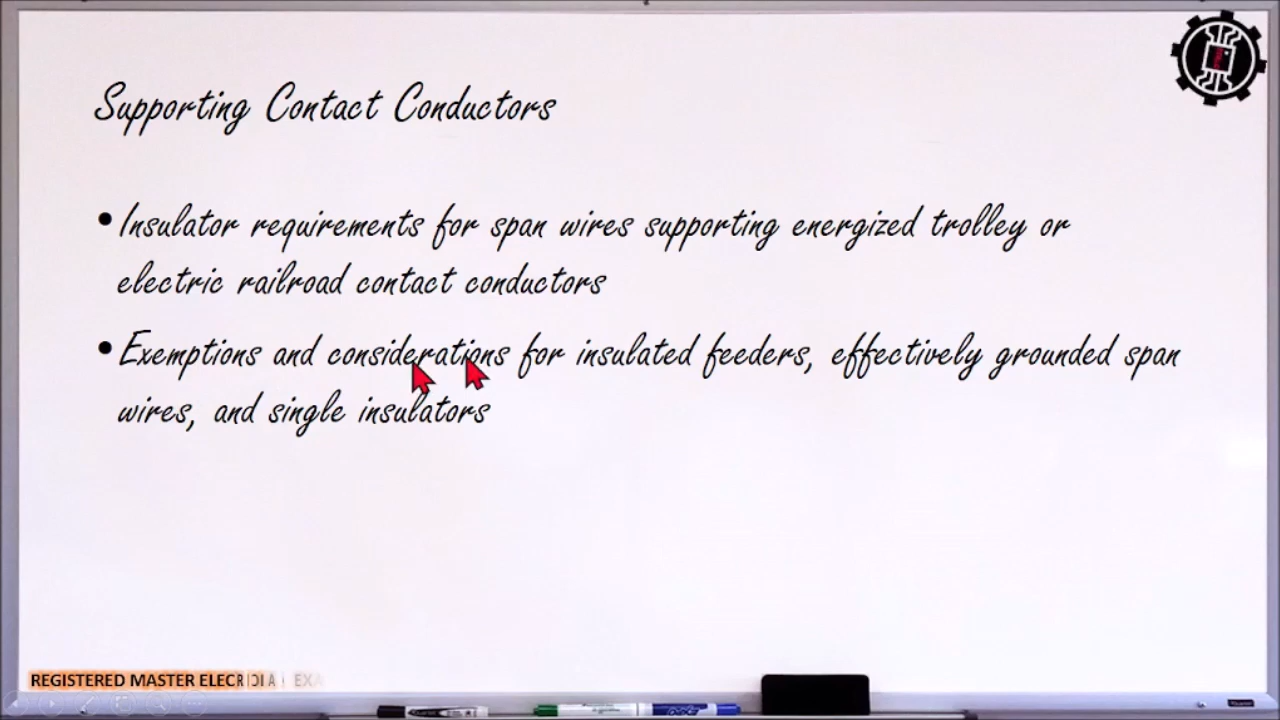 Supporting Contact Conductors
•Insulator requirements for span wires supporting energized trolley or
electric railroad contact conductors
•Exemptions and considerations for insulated feeders, effectively grounded span
wires, and single insulators
REGISTERED MASTER